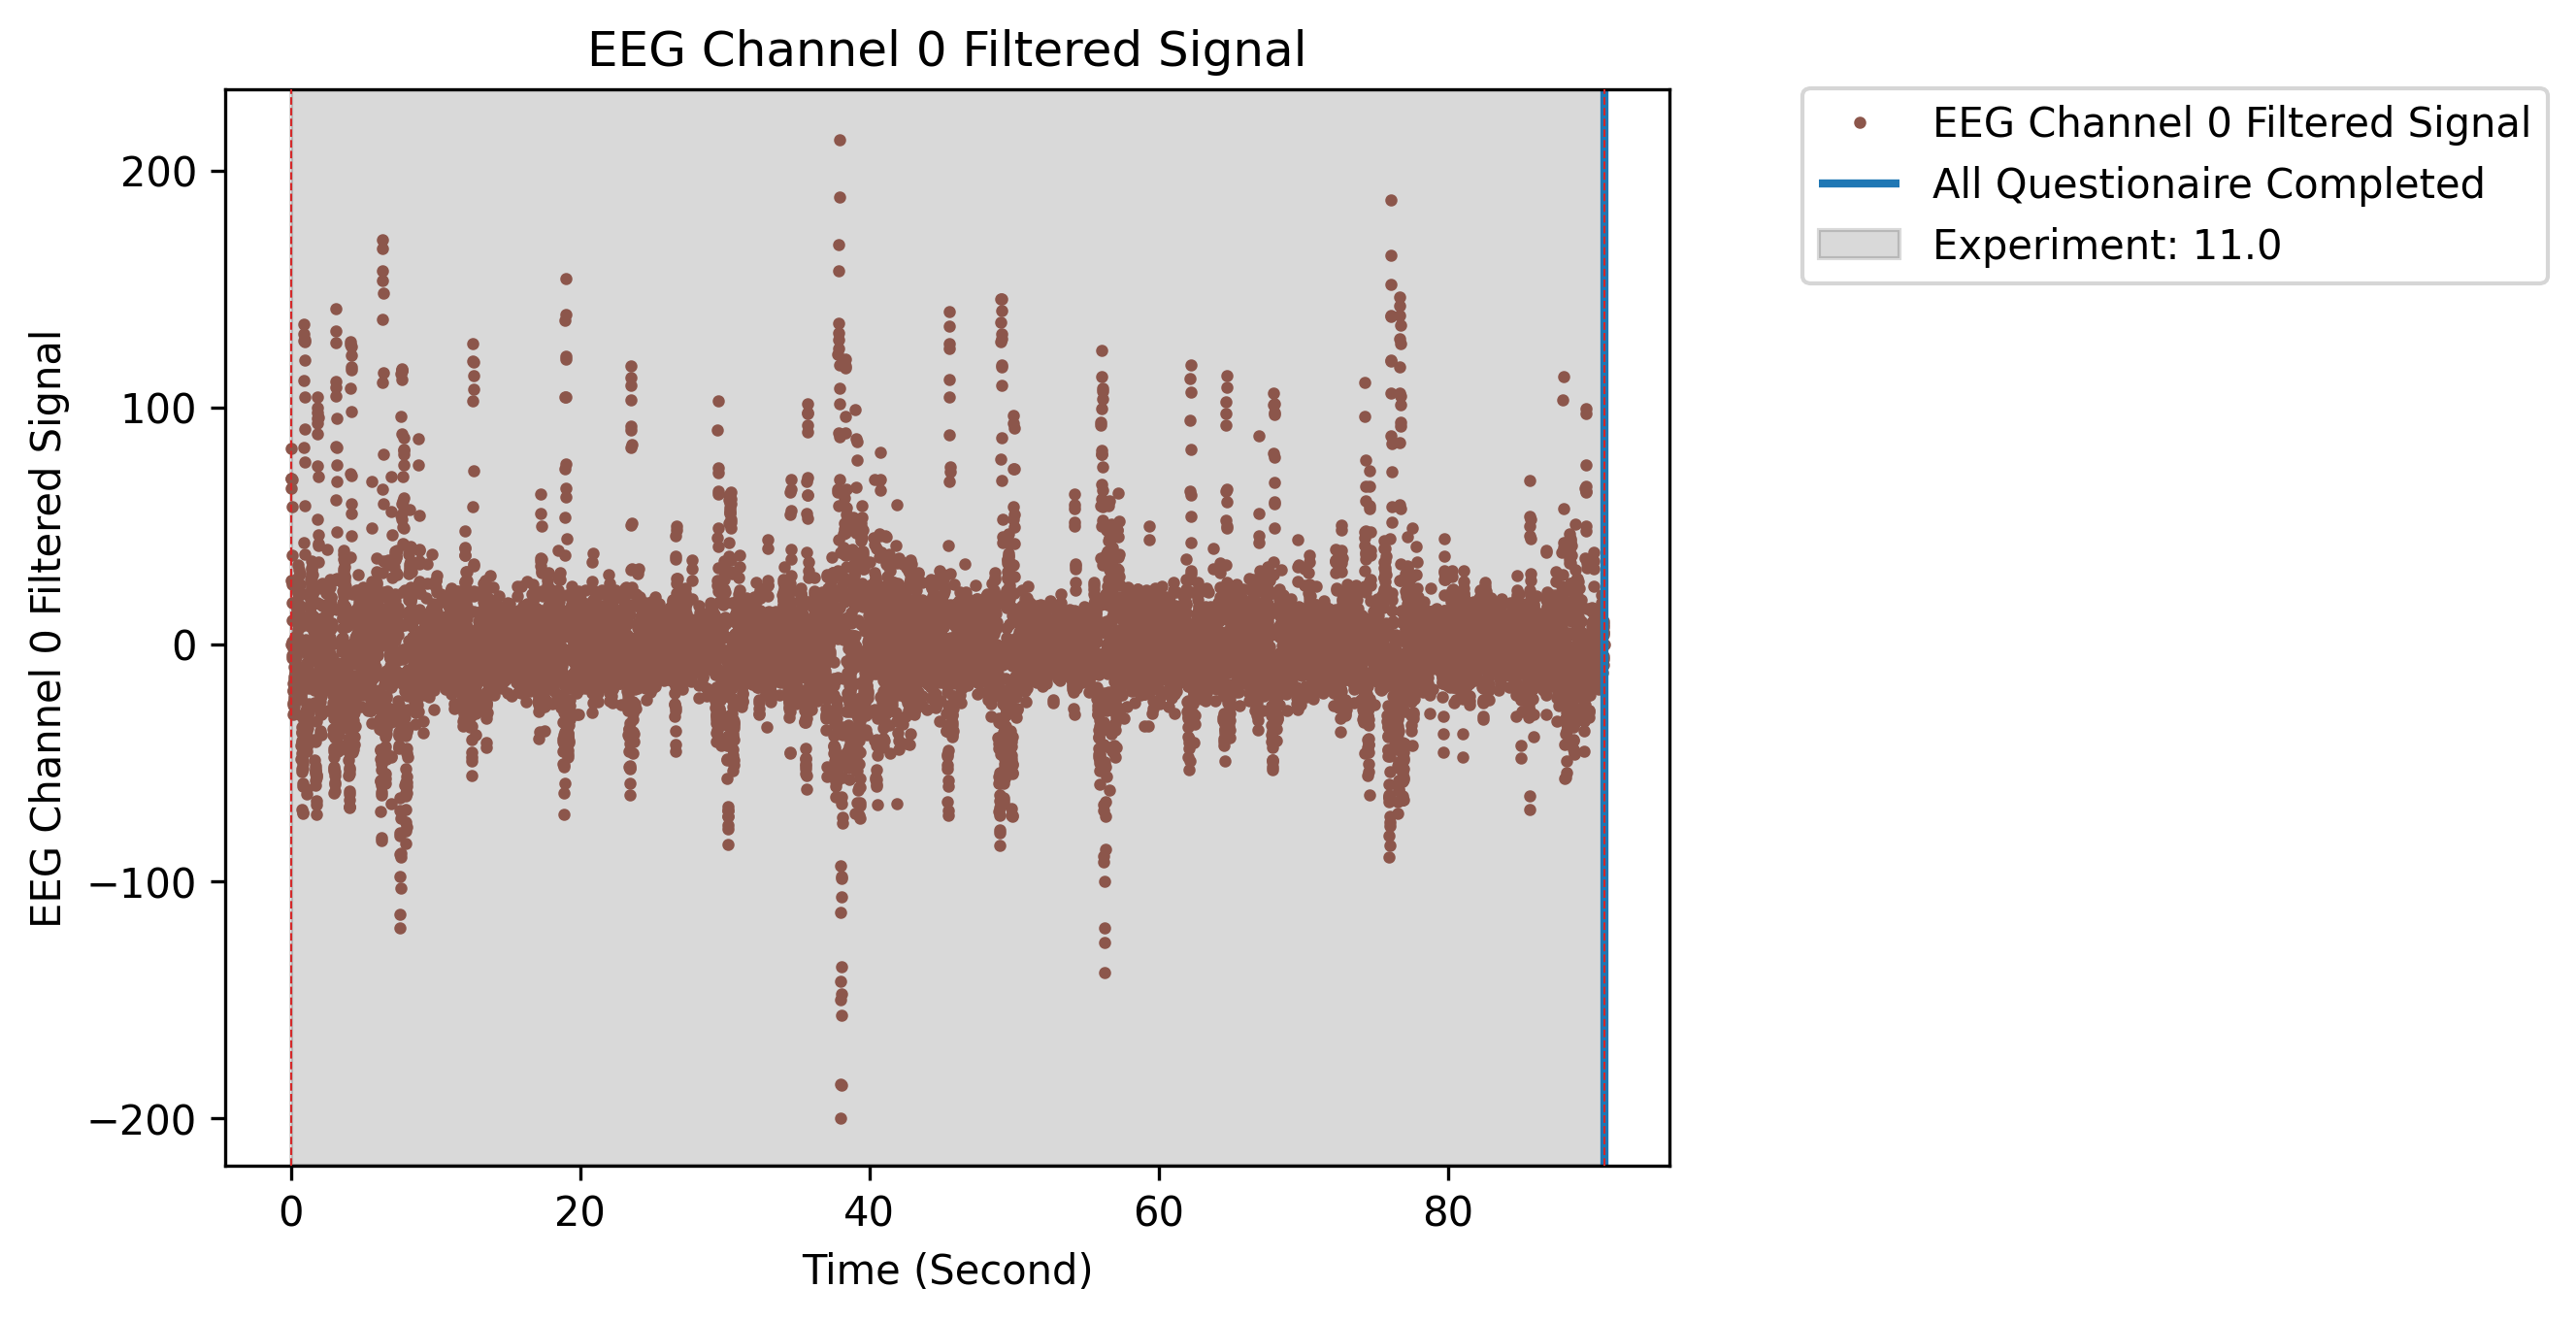 EEG Channel 0 Filtered Signal
EEG Channel 0 Filtered Signal
All Questionaire Completed
Experiment: 11.0
EEG Channel 0 Filtered Signal
200
100
0
−100
−200
0 20 40 60 80
Time (Second)